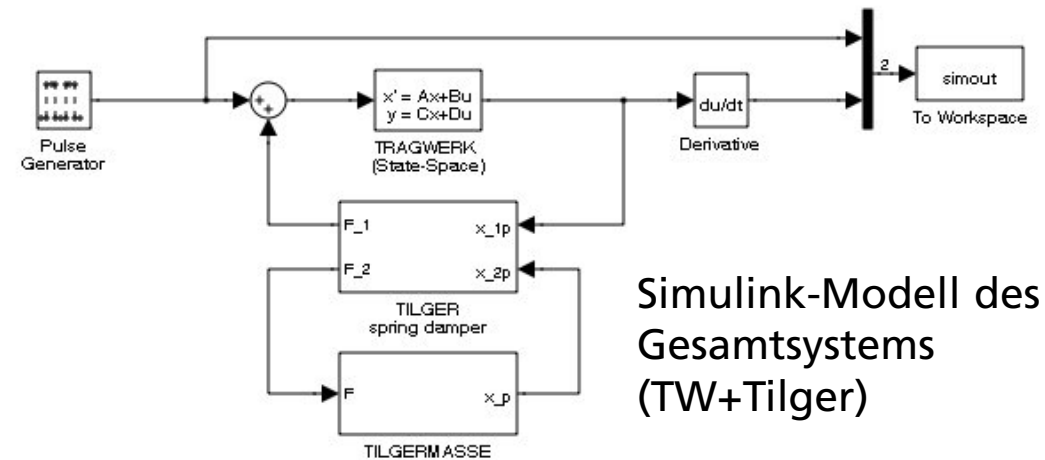 2
simout
To Workspace
Pulse
Generator
x' = Ax+Bu
y = Cx+Du
TRAGWERK
(State-Space)
du/dt
Derivative
F_1
x_1p
F_2
x_2p
TILGER
spring damper
F
x_p
TILGERMASSE
Simulink-Modell des
Gesamtsystems
(TW+Tilger)